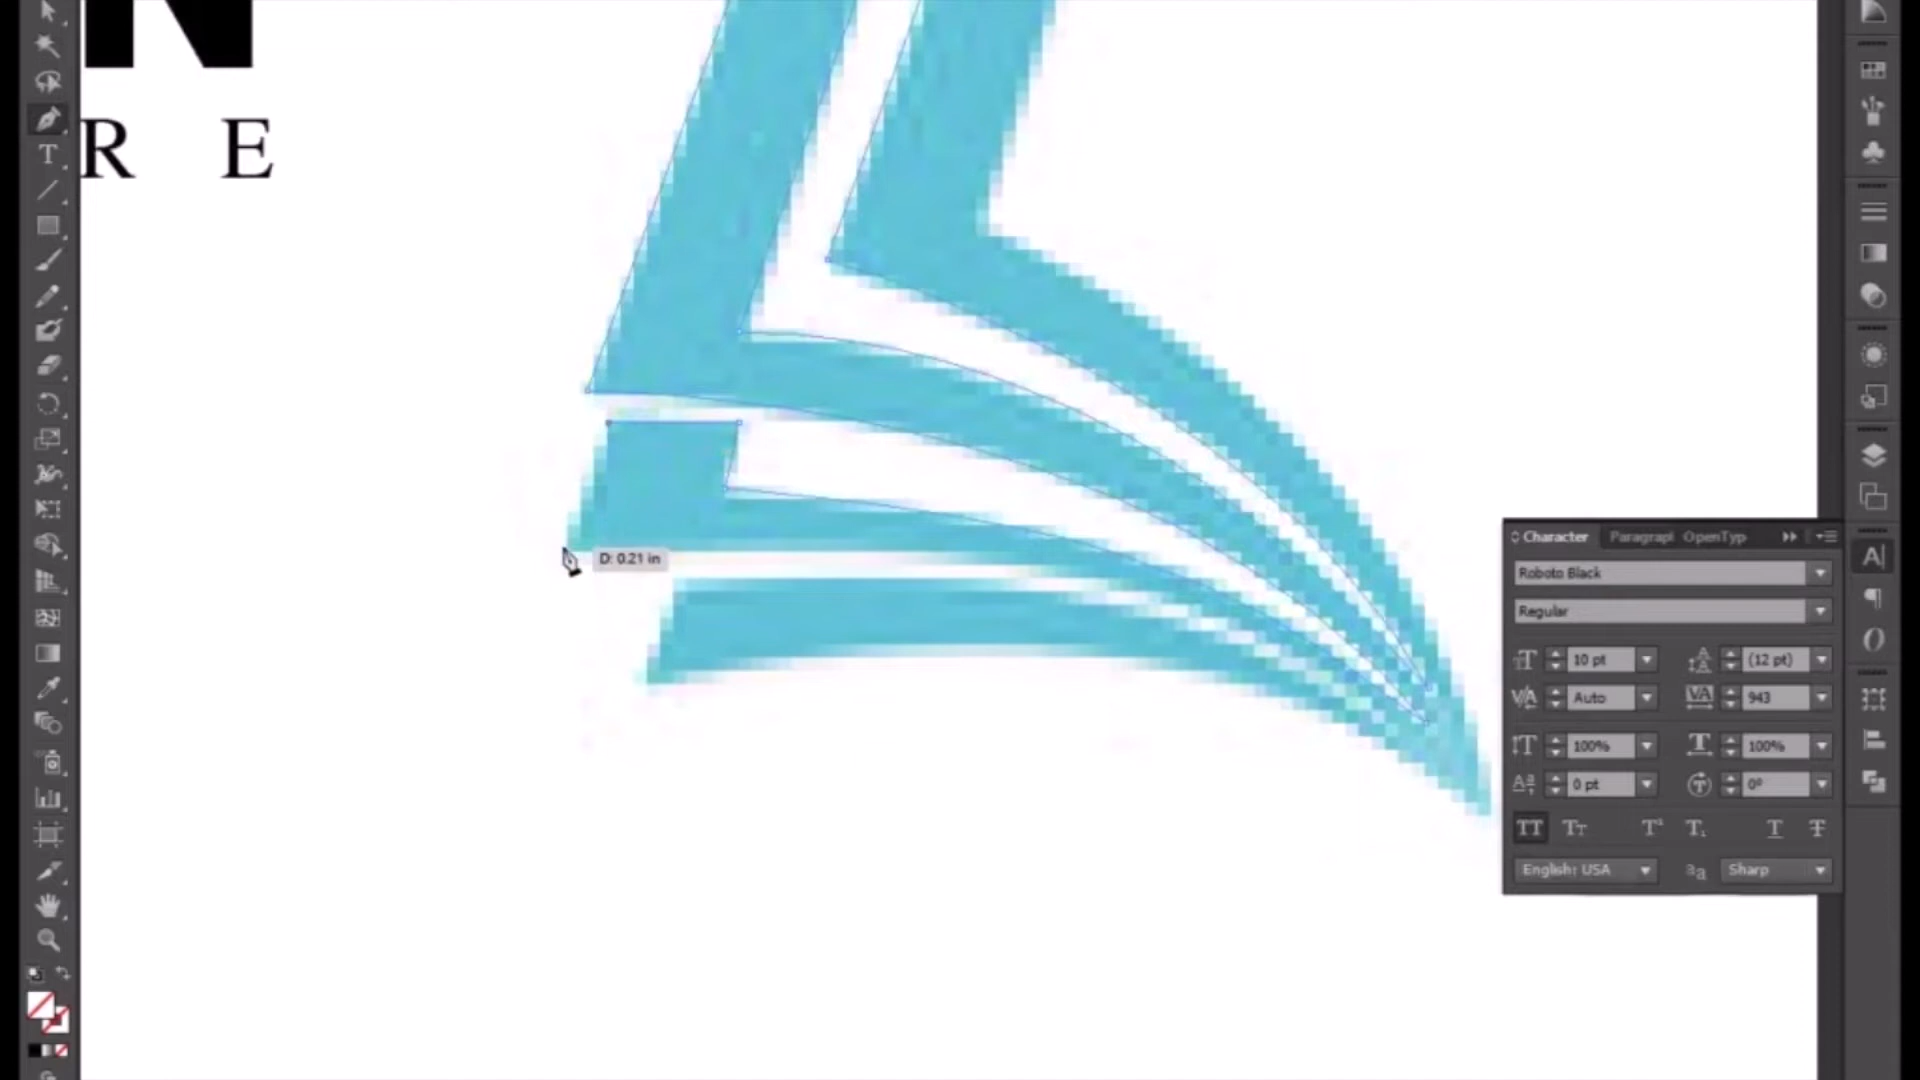 N
R E
D: 0.21 in
Character Paragrapl OpenTyp
Roboto Black
Regular
10 pt (12 pt)
Auto 943
100% 100%
0 pt 0°
English: USA Sharp